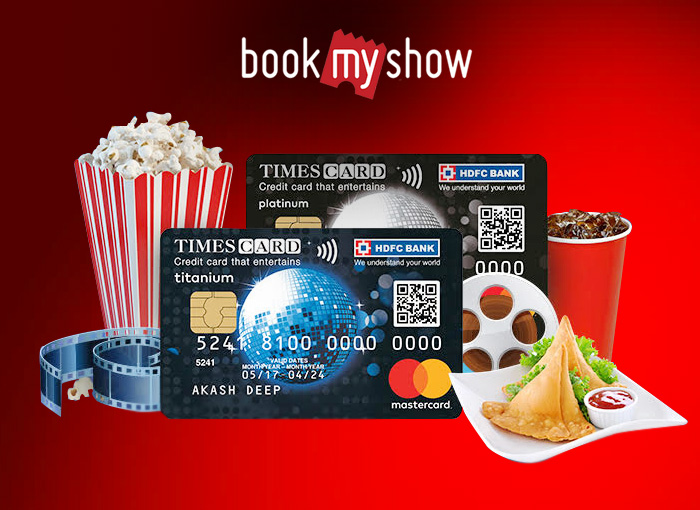 bookmyshow
TIMES CARD
Credit card that entertains
platinum
HDFC BANK
We understand your world
0000
TIMES CARD
Credit card that entertains
titanium
HDFC BANK
We understand your world
5241 8100 0000 0000
5241
VALID DATES
MONTH/YEAR – MONTH/YEAR
05/17 04/24
AKASH DEEP
mastercard.